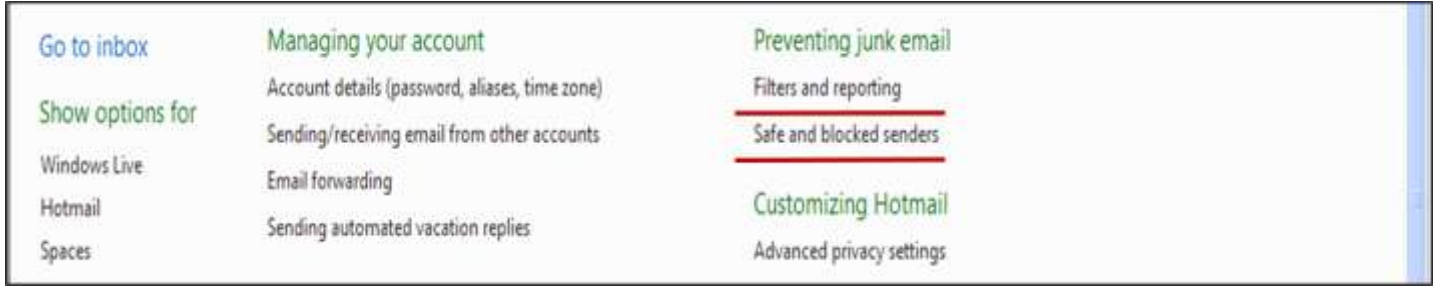 Go to inbox
Show options for
Windows Live
Hotmail
Spaces
Managing your account
Account details (password, aliases, time zone)
Sending/receiving email from other accounts
Email forwarding
Sending automated vacation replies
Preventing junk email
Filters and reporting
Safe and blocked senders
Customizing Hotmail
Advanced privacy settings